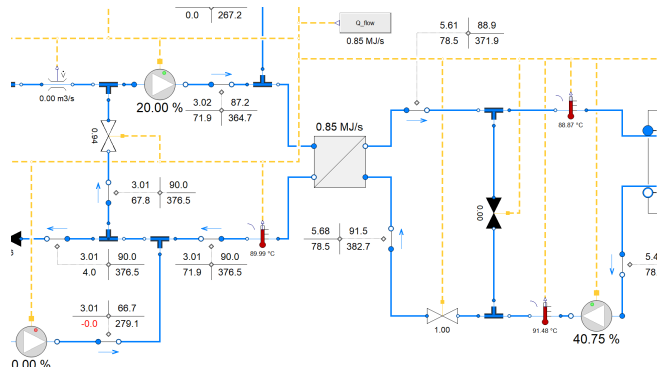 0.0 267.2
Q_flow
0.85 MJ/s
5.61 88.9
78.5 371.9
V̇
0.00 m3/s
20.00 %
3.02 87.2
71.9 364.7
0.85 MJ/s
88.87 °C
0.94
3.01 90.0
67.8 376.5
0.00
5.68 91.5
78.5 382.7
89.99 °C
3.01 90.0
4.0 376.5
3.01 90.0
71.9 376.5
5.4
78.
3.01 66.7
-0.0 279.1
1.00
91.48 °C
40.75 %
0.00 %